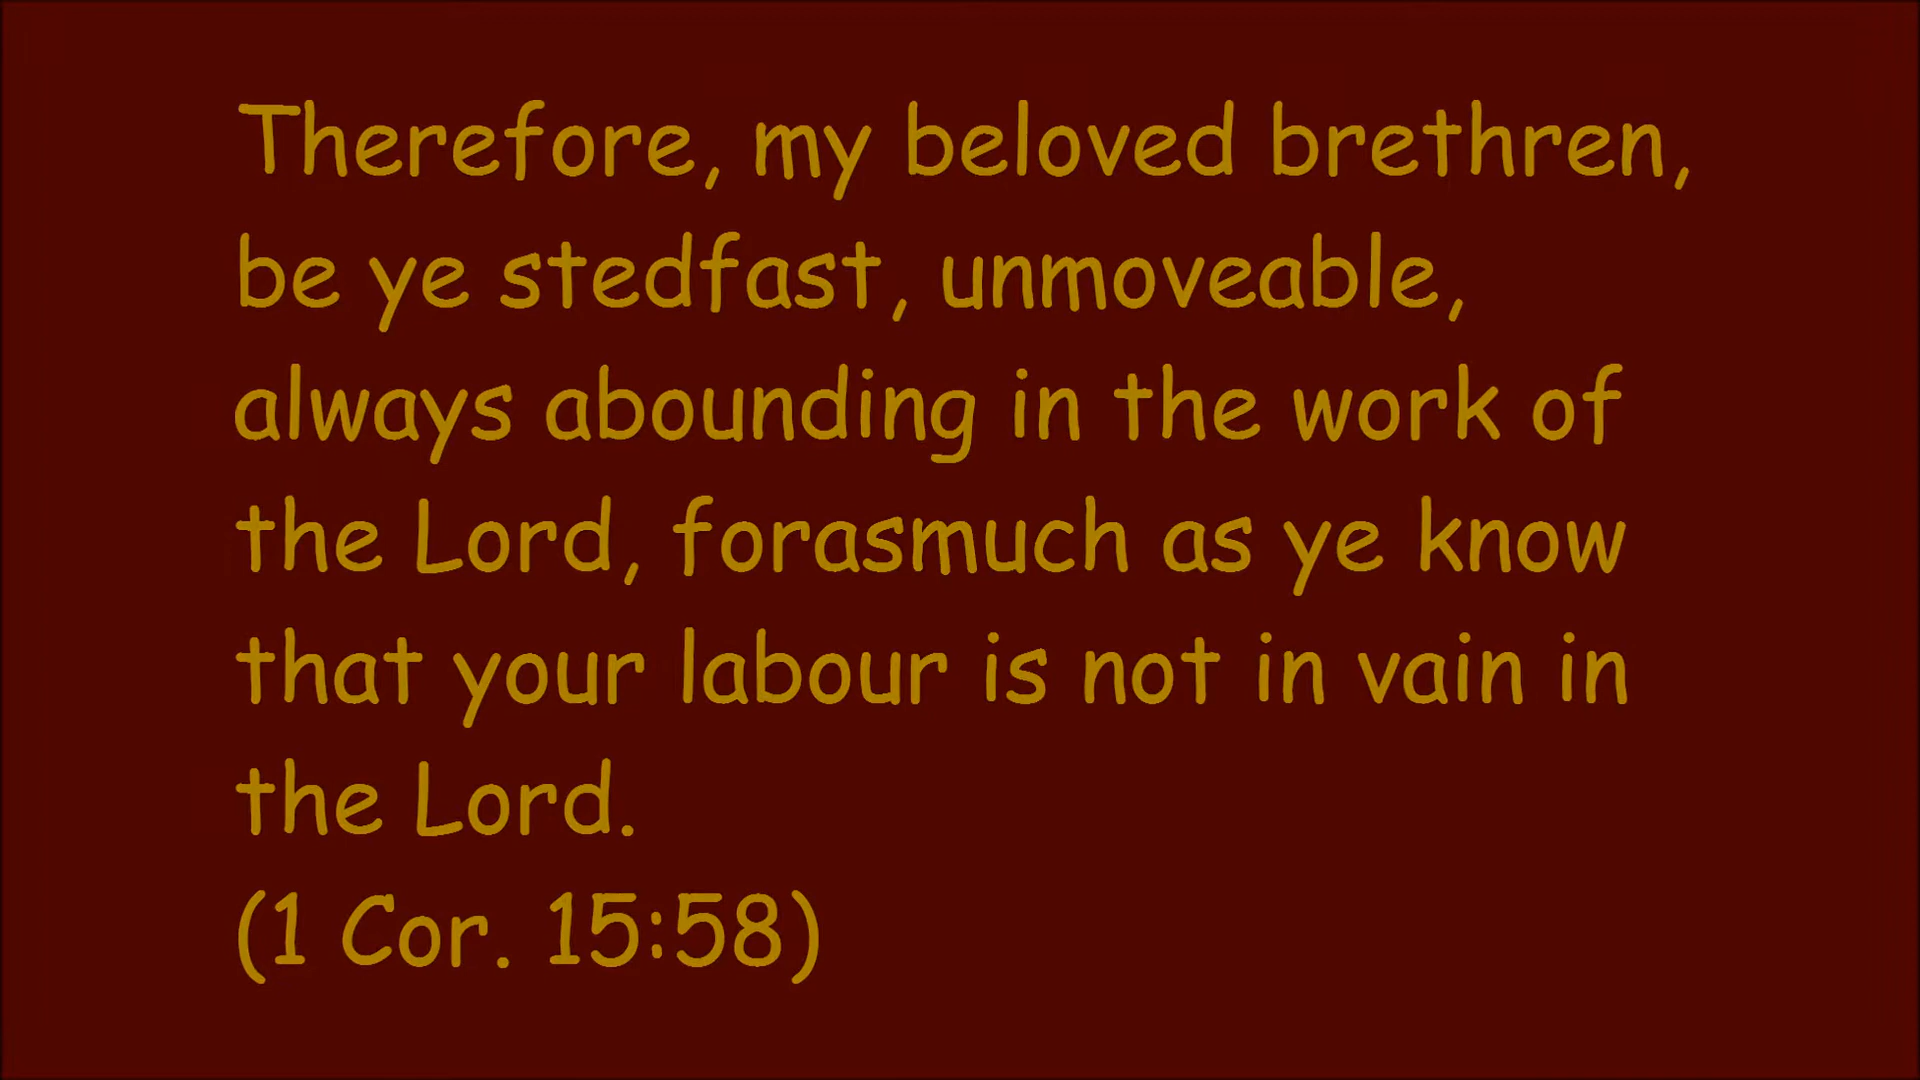 Therefore, my beloved brethren,
be ye stedfast, unmoveable,
always abounding in the work of
the Lord, forasmuch as ye know
that your labour is not in vain in
the Lord.
(1 Cor. 15:58)